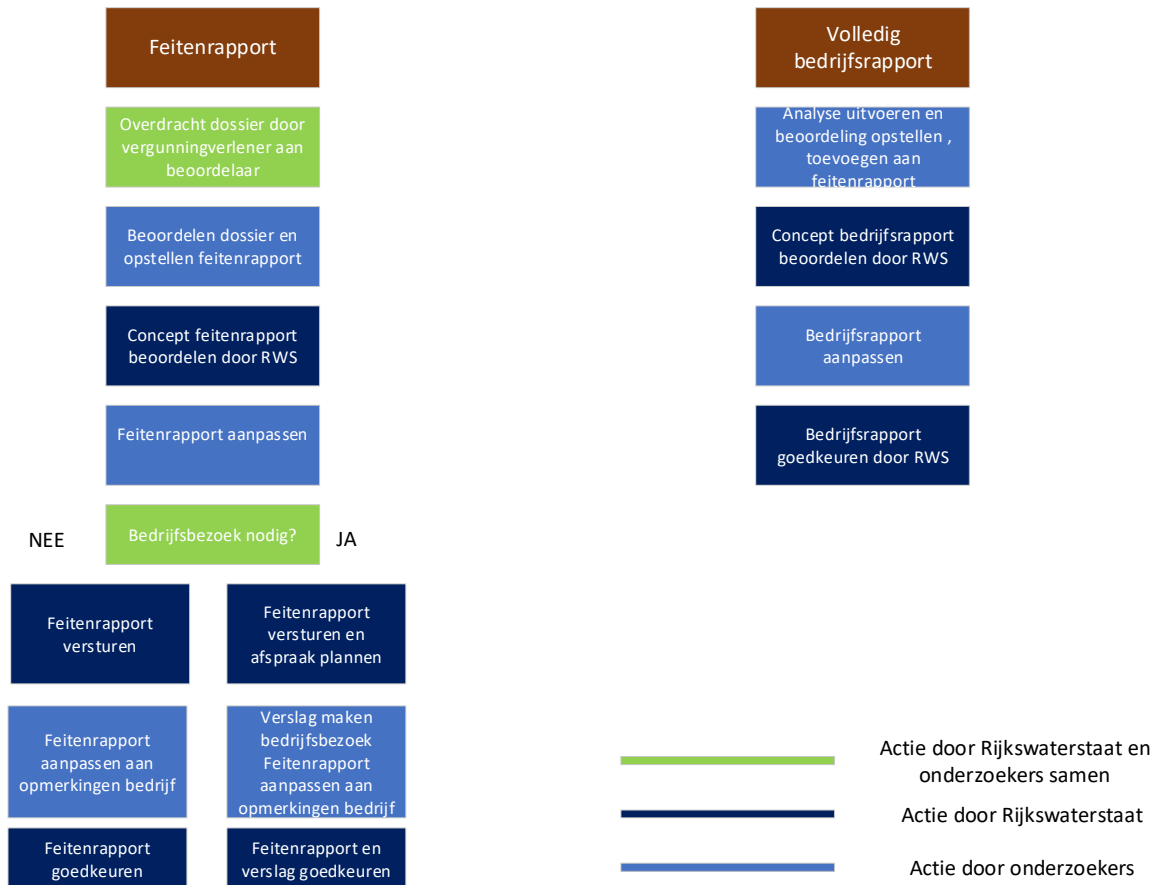 Feitenrapport
Overdracht dossier door
vergunningverlener aan
beoordelaar
Beoordelen dossier en
opstellen feitenrapport
Concept feitenrapport
beoordelen door RWS
Feitenrapport aanpassen
NEE
Bedrijfsbezoek nodig?
JA
Feitenrapport
versturen
Feitenrapport
versturen en
afspraak plannen
Feitenrapport
aanpassen aan
opmerkingen bedrijf
Verslag maken
bedrijfsbezoek
Feitenrapport
aanpassen aan
opmerkingen bedrijf
Feitenrapport
goedkeuren
Feitenrapport en
verslag goedkeuren
Volledig
bedrijfsrapport
Analyse uitvoeren en
beoordeling opstellen ,
toevoegen aan
feitenrapport
Concept bedrijfsrapport
beoordelen door RWS
Bedrijfsrapport
aanpassen
Bedrijfsrapport
goedkeuren door RWS
Actie door Rijkswaterstaat en
onderzoekers samen
Actie door Rijkswaterstaat
Actie door onderzoekers